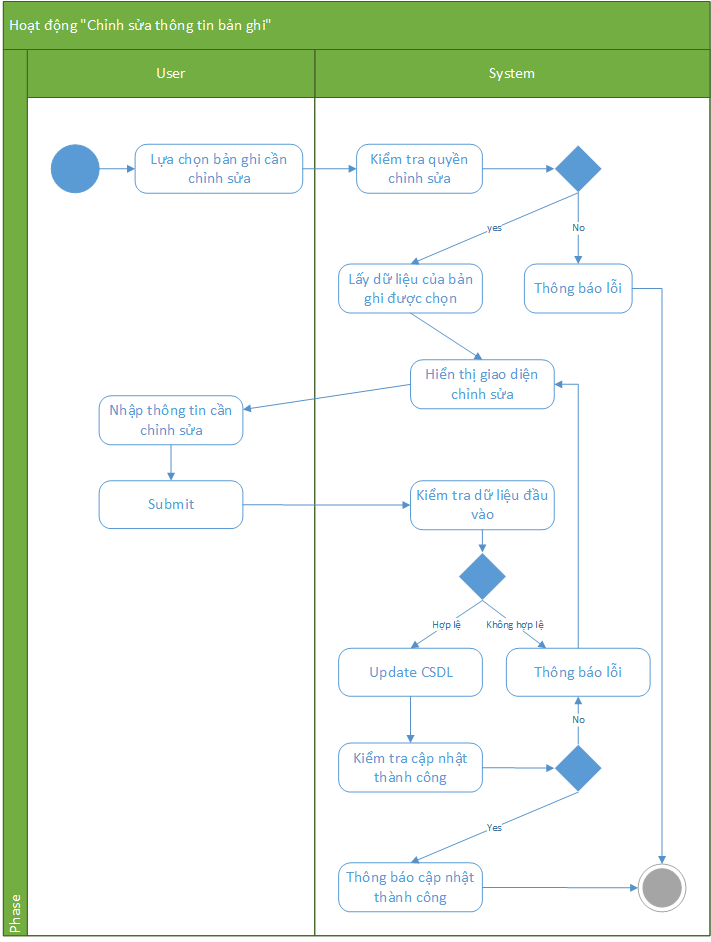 Hoạt động "Chỉnh sửa thông tin bản ghi"
User
System
Lựa chọn bản ghi cần
chỉnh sửa
Kiểm tra quyền
chỉnh sửa
yes
No
Lấy dữ liệu của bản
ghi được chọn
Thông báo lỗi
Hiển thị giao diện
chỉnh sửa
Nhập thông tin cần
chỉnh sửa
Submit
Kiểm tra dữ liệu đầu
vào
Hợp lệ
Không hợp lệ
Update CSDL
Thông báo lỗi
No
Kiểm tra cập nhật
thành công
Yes
Thông báo cập nhật
thành công
Phase